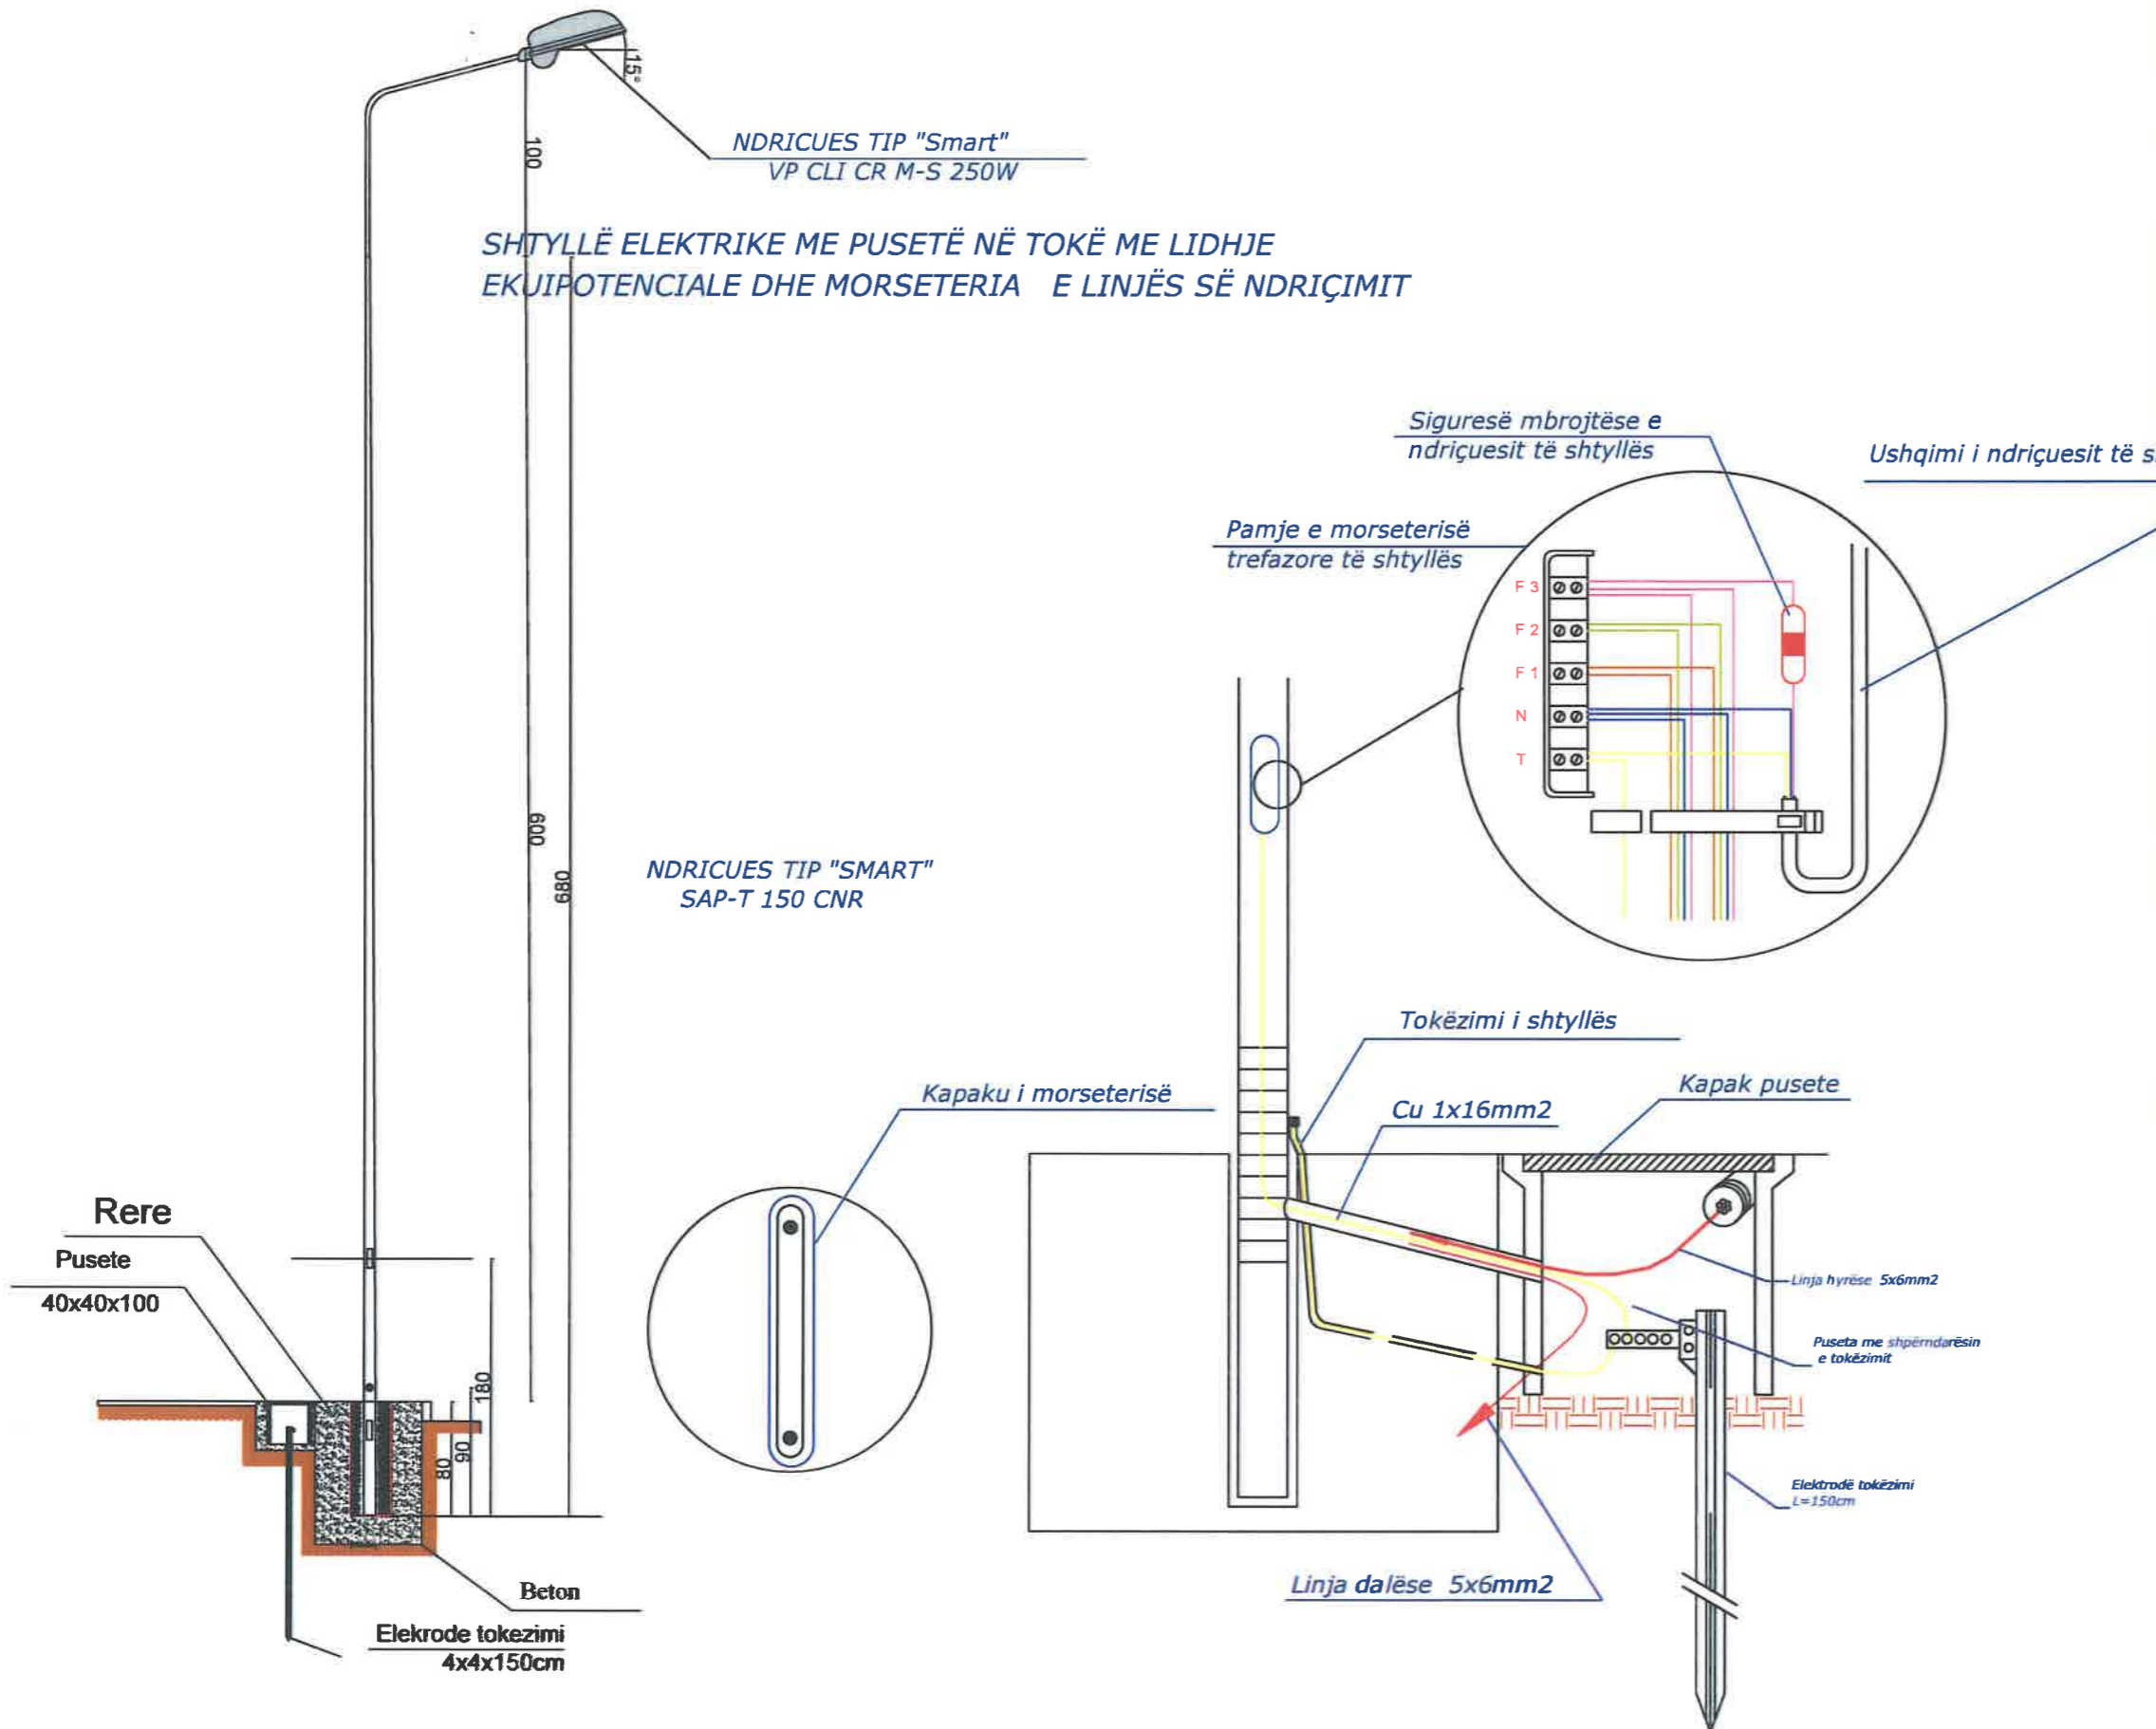 15°
100
NDRICUES TIP "Smart"
VP CLI CR M-S 250W
SHTYLLË ELEKTRIKE ME PUSETË NË TOKË ME LIDHJE
EKUIPOTENCIALE DHE MORSETERIA E LINJËS SË NDRIÇIMIT
Siguresë mbrojtëse e
ndriçuesit të shtyllës
Ushqimi i ndriçuesit të
Pamje e morseterisë
trefazore të shtyllës
F 3
F 2
F 1
N
T
600
680
NDRICUES TIP "SMART"
SAP-T 150 CNR
Tokëzimi i shtyllës
Kapaku i morseterisë
Kapak pusete
Cu 1x16mm2
Rere
Pusete
40x40x100
Linja hyrëse 5x6mm2
Puseta me shpërndarësin
e tokëzimit
180
90
80
Elektrodë tokëzimi
L=150cm
Linja dalëse 5x6mm2
Beton
Elekrode tokezimi
4x4x150cm